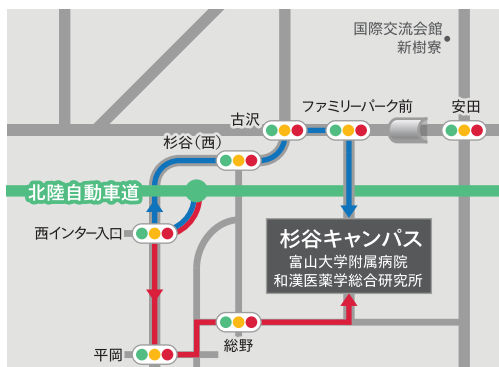 国際交流会館
新樹寮
古沢
ファミリーパーク前
安田
杉谷(西)
北陸自動車道
西インター入口
杉谷キャンパス
富山大学附属病院
和漢医薬学総合研究所
平岡
総野